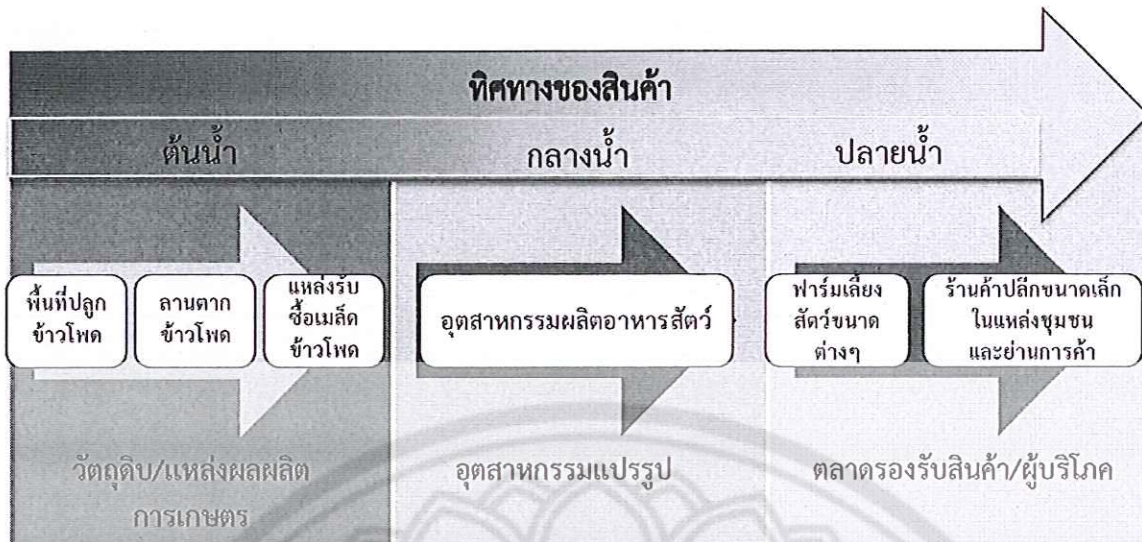 ทิศทางของสินค้า
ต้นน้ำ
กลางน้ำ
ปลายน้ำ
พื้นที่ปลูก
ข้าวโพด
ลานตาก
ข้าวโพด
แหล่งรับ
ซื้อเมล็ด
ข้าวโพด
อุตสาหกรรมผลิตอาหารสัตว์
ฟาร์มเลี้ยง
สัตว์ขนาด
ต่างๆ
ร้านค้าปลีกขนาดเล็ก
ในแหล่งชุมชน
และย่านการค้า
วัตถุดิบ/แหล่งผลผลิต
การเกษตร
อุตสาหกรรมแปรรูป
ตลาดรองรับสินค้า/ผู้บริโภค